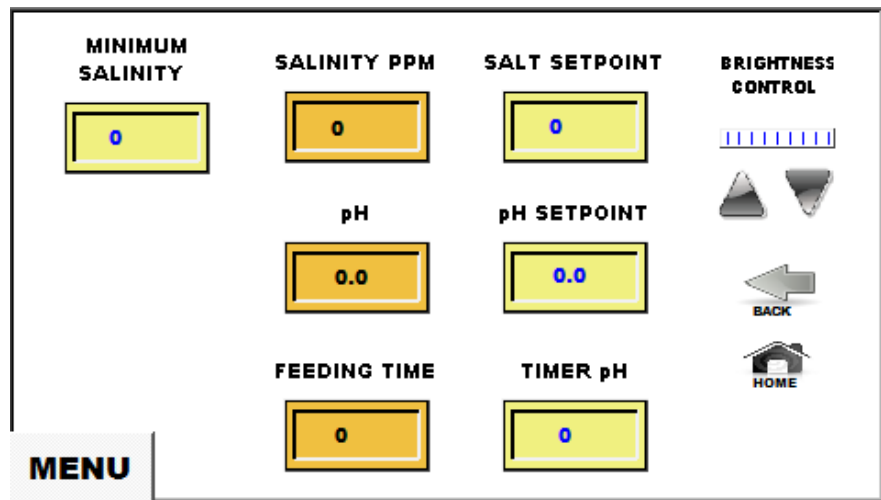 MINIMUM
SALINITY
0
SALINITY PPM
0
SALT SETPOINT
0
BRIGHTNESS
CONTROL
pH
0.0
pH SETPOINT
0.0
BACK
HOME
FEEDING TIME
0
TIMER pH
0
MENU